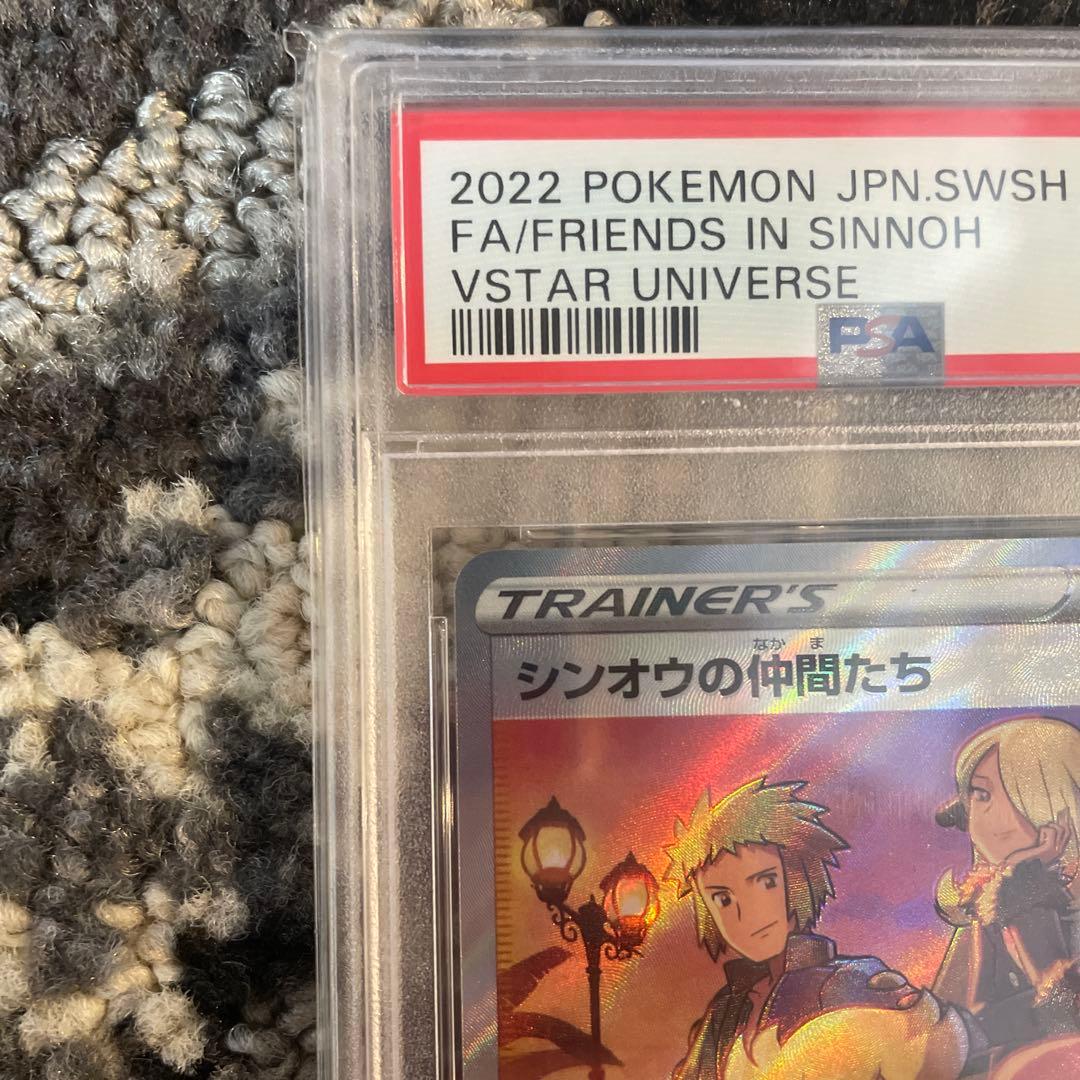 2022 POKEMON JPN.SWSH
FA/FRIENDS IN SINNOH
VSTAR UNIVERSE
PSA
TRAINER'S
なかま
シンオウの仲間たち